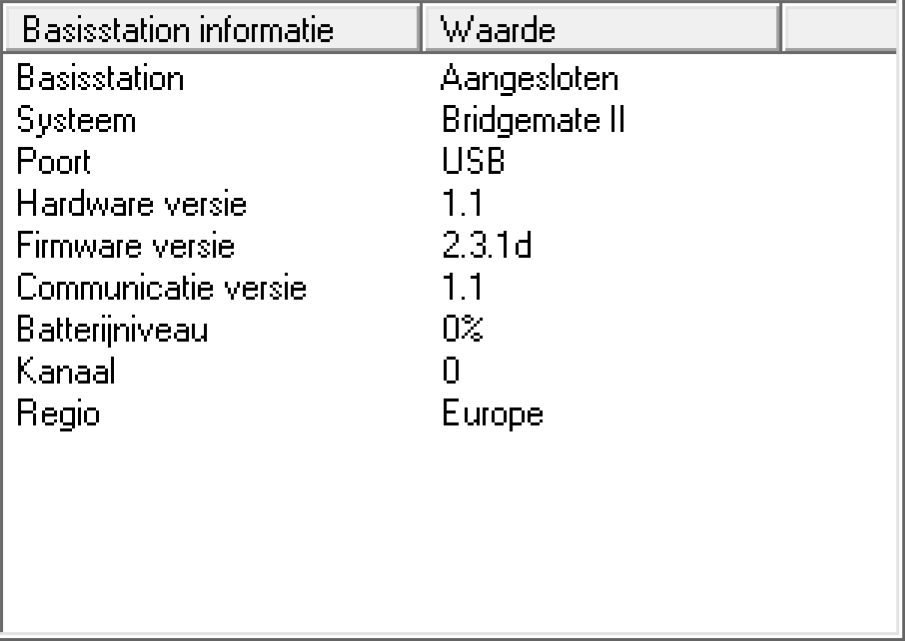 Basisstation informatie Waarde
Basisstation Aangesloten
Systeem Bridgemate II
Poort USB
Hardware versie 1.1
Firmware versie 2.3.1d
Communicatie versie 1.1
Batterijniveau 0%
Kanaal 0
Regio Europe